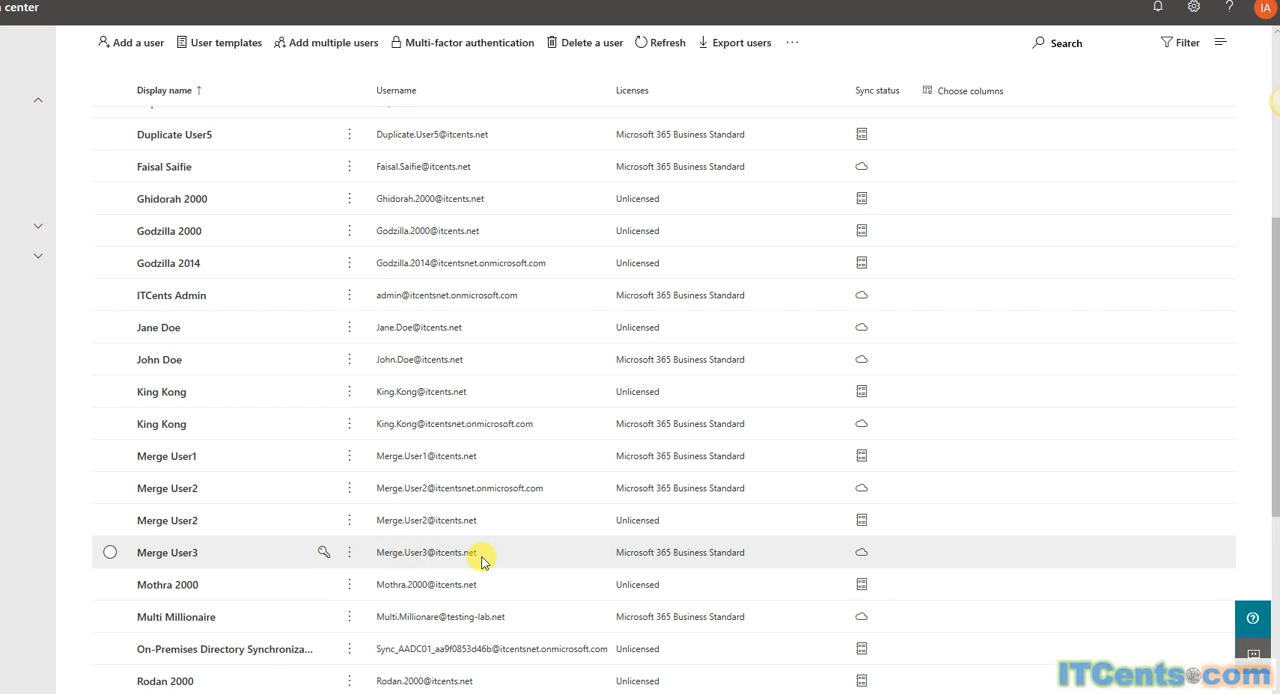 center
IA
Add a user User templates Add multiple users Multi-factor authentication Delete a user Refresh Export users ··· Search Filter
Display name ↑ Username Licenses Sync status Choose columns
Duplicate User5 Duplicate.User5@itcents.net Microsoft 365 Business Standard
Faisal Saifie Faisal.Saifie@itcents.net Microsoft 365 Business Standard
Ghidorah 2000 Ghidorah.2000@itcents.net Unlicensed
Godzilla 2000 Godzilla.2000@itcents.net Unlicensed
Godzilla 2014 Godzilla.2014@itcentsnet.onmicrosoft.com Unlicensed
ITCents Admin admin@itcentsnet.onmicrosoft.com Microsoft 365 Business Standard
Jane Doe Jane.Doe@itcents.net Unlicensed
John Doe John.Doe@itcents.net Microsoft 365 Business Standard
King Kong King.Kong@itcents.net Unlicensed
King Kong King.Kong@itcentsnet.onmicrosoft.com Microsoft 365 Business Standard
Merge User1 Merge.User1@itcents.net Microsoft 365 Business Standard
Merge User2 Merge.User2@itcentsnet.onmicrosoft.com Microsoft 365 Business Standard
Merge User2 Merge.User2@itcents.net Unlicensed
Merge User3 Merge.User3@itcents.net Microsoft 365 Business Standard
Mothra 2000 Mothra.2000@itcents.net Unlicensed
Multi Millionaire Multi.Millionare@testing-lab.net Microsoft 365 Business Standard
On-Premises Directory Synchroniza... Sync_AADC01_aa9f0853d46b@itcentsnet.onmicrosoft.com Unlicensed
Rodan 2000 Rodan.2000@itcents.net Unlicensed
ITCents.com